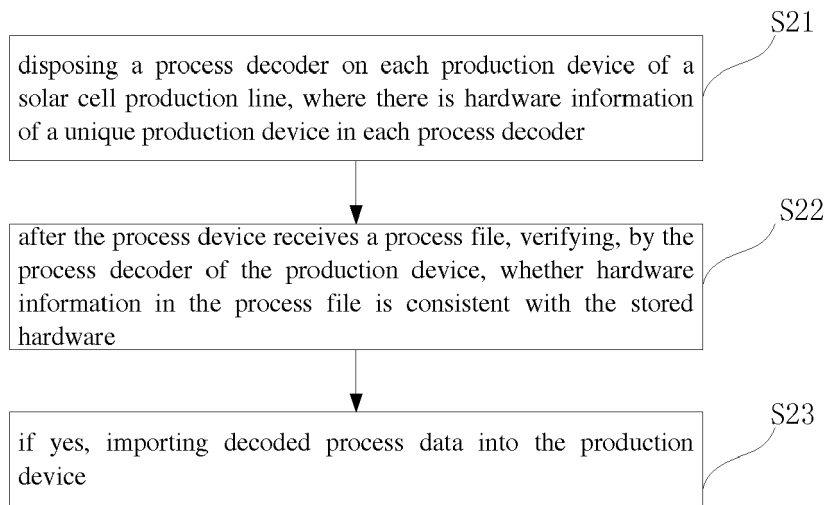 S21
disposing a process decoder on each production device of a
solar cell production line, where there is hardware information
of a unique production device in each process decoder
S22
after the process device receives a process file, verifying, by the
process decoder of the production device, whether hardware
information in the process file is consistent with the stored
hardware
S23
if yes, importing decoded process data into the production
device